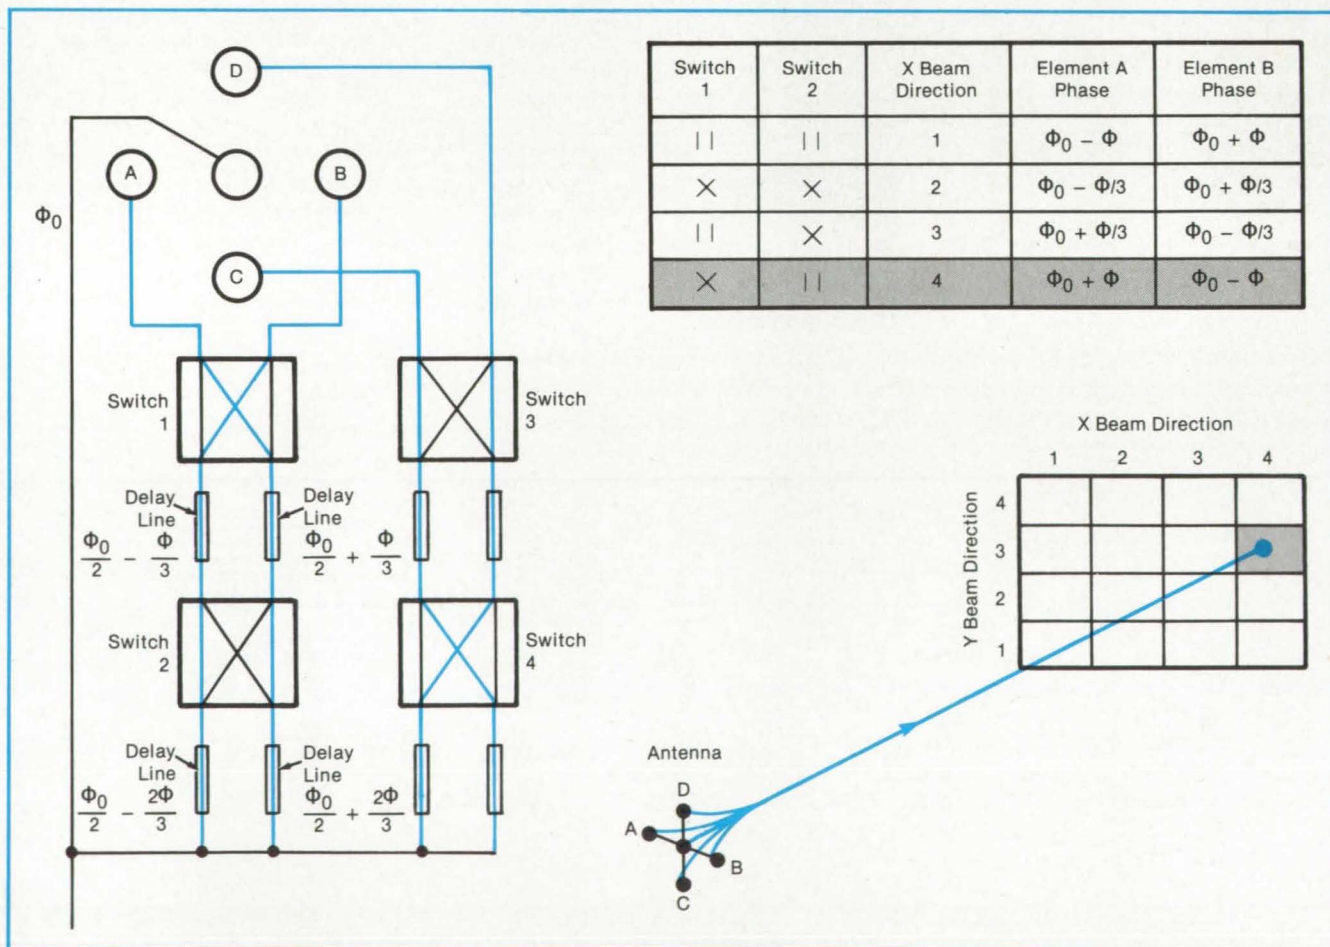 D
A
B
C
Φ₀
Switch 1
Switch 3
Delay Line
Delay Line
Φ₀/2 − Φ/3
Φ₀/2 + Φ/3
Switch 2
Switch 4
Delay Line
Delay Line
Φ₀/2 − 2Φ/3
Φ₀/2 + 2Φ/3
Switch 1 Switch 2 X Beam Direction Element A Phase Element B Phase
|| || 1 Φ₀ − Φ Φ₀ + Φ
× × 2 Φ₀ − Φ/3 Φ₀ + Φ/3
|| × 3 Φ₀ + Φ/3 Φ₀ − Φ/3
× || 4 Φ₀ + Φ Φ₀ − Φ
X Beam Direction
1 2 3 4
Y Beam Direction
4
3
2
1
Antenna
D
A
B
C